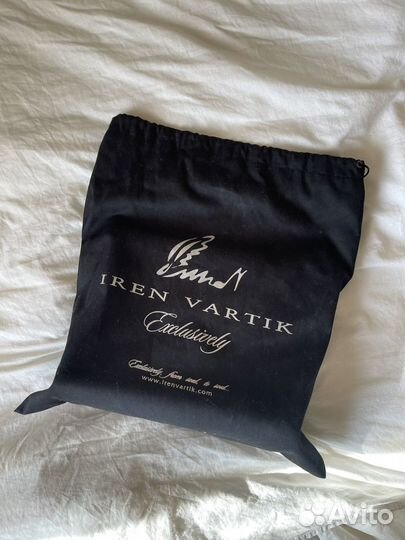 IREN VARTIK
Exclusively
Exclusively from soul to soul...
www.irenvartik.com
Avito